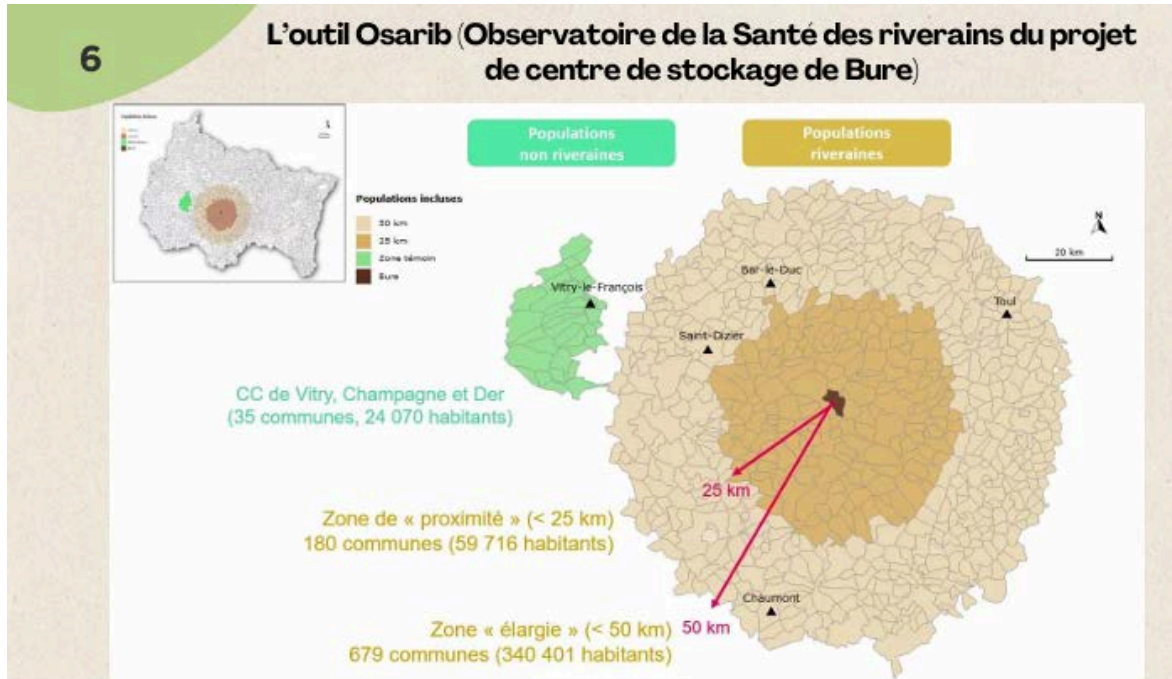 6
L'outil Osarib (Observatoire de la Santé des riverains du projet
de centre de stockage de Bure)
Populations
non riveraines
Populations
riveraines
Populations incluses
50 km
25 km
Zone témoin
Bure
N
20 km
Bar-le-Duc
Vitry-le-François
Toul
Saint-Dizier
CC de Vitry, Champagne et Der
(35 communes, 24 070 habitants)
25 km
Zone de « proximité » (< 25 km)
180 communes (59 716 habitants)
Chaumont
Zone « élargie » (< 50 km)
50 km
679 communes (340 401 habitants)